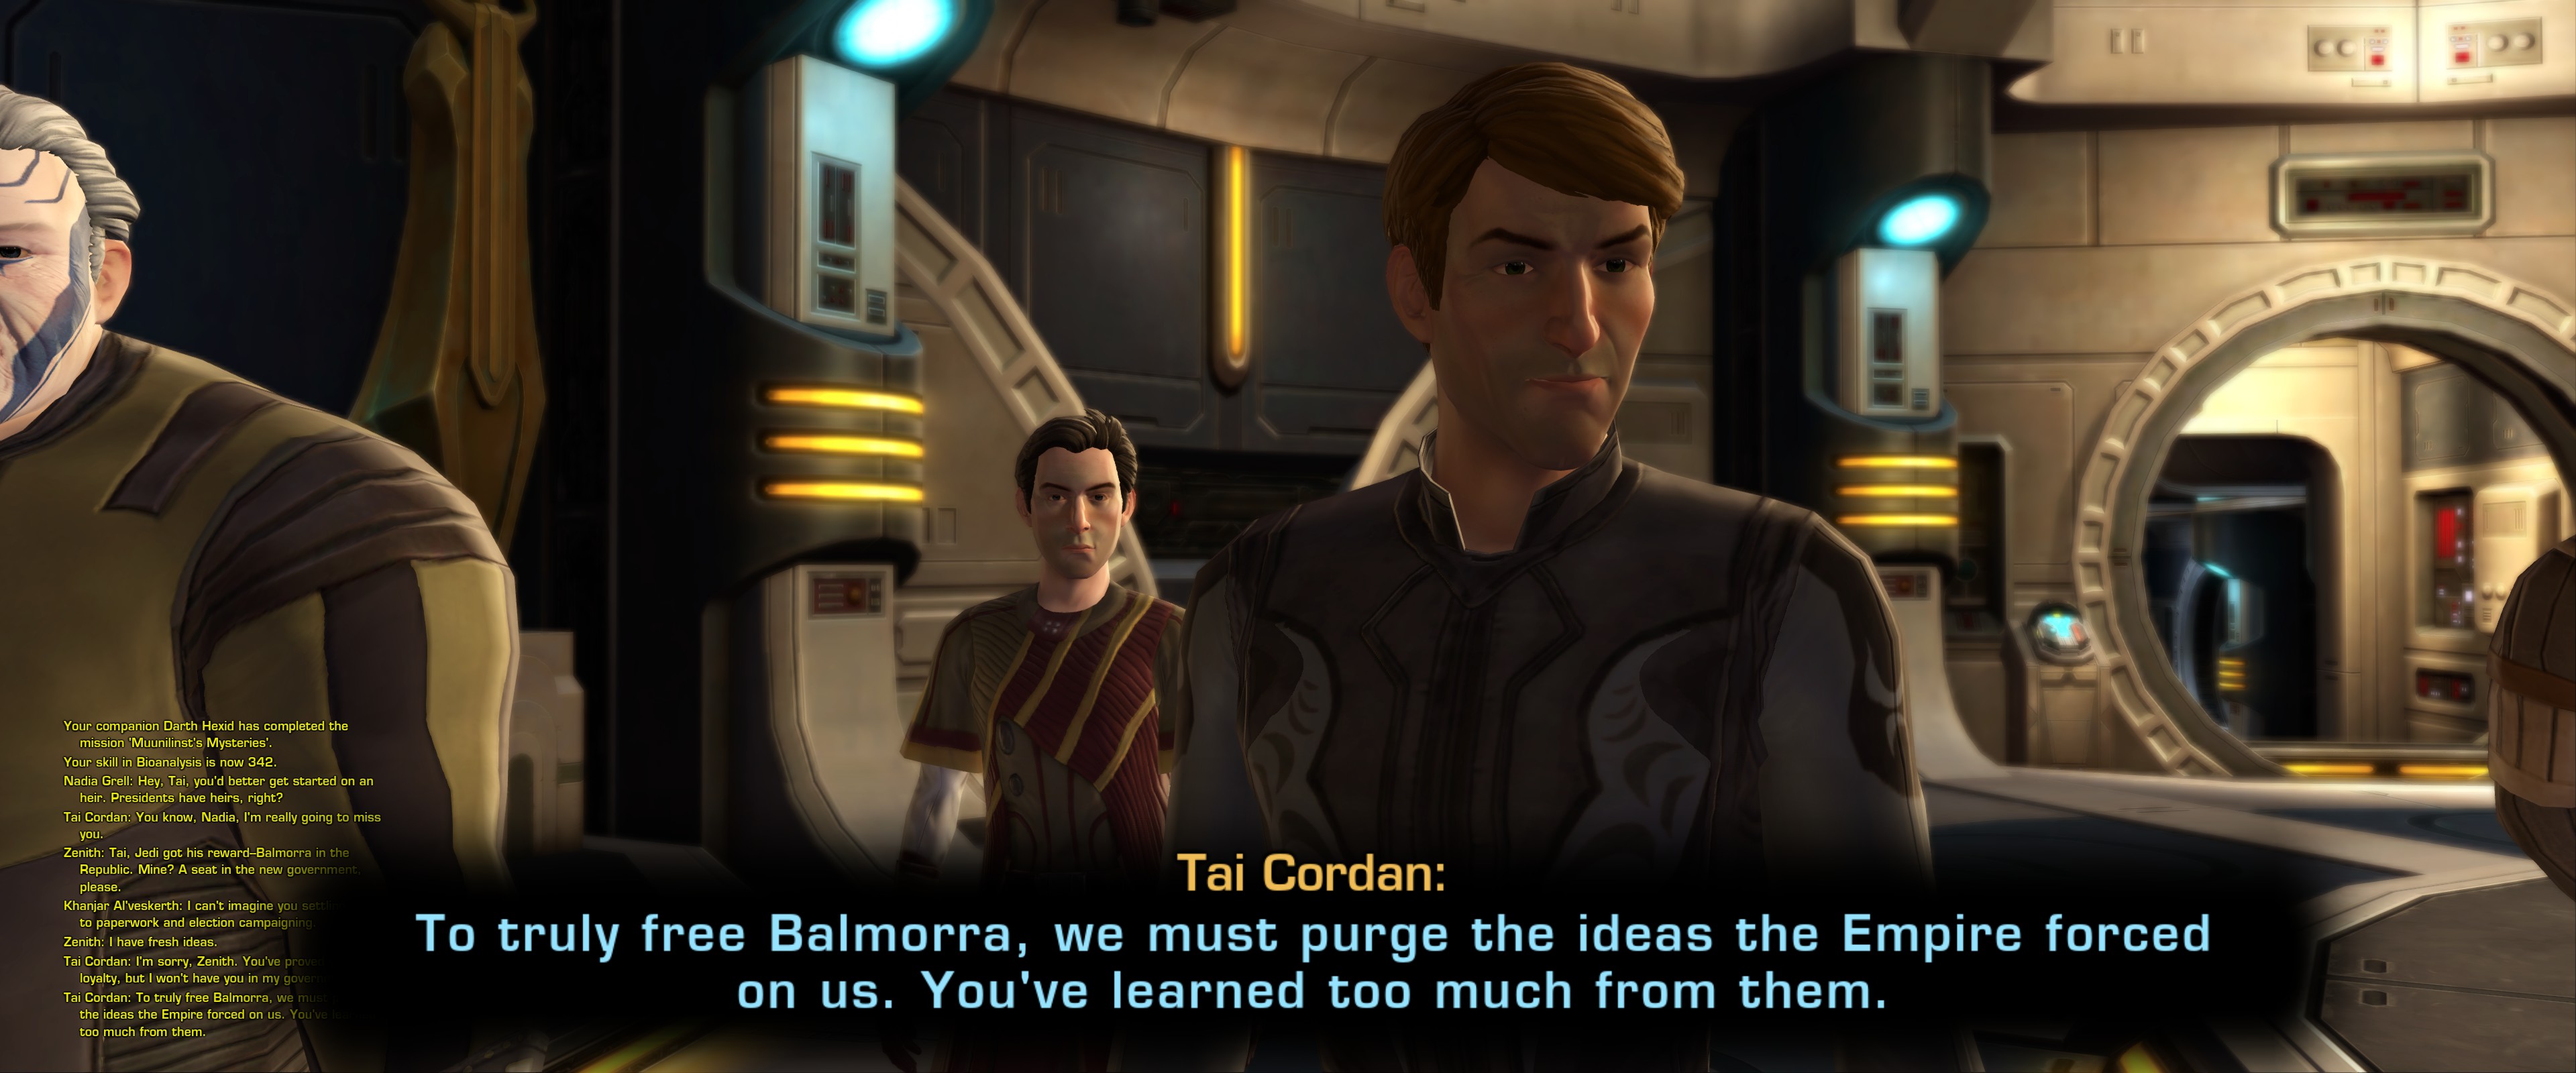 Your companion Darth Hexid has completed the
mission 'Muunilinst's Mysteries'.
Your skill in Bioanalysis is now 342.
Nadia Grell: Hey, Tai, you'd better get started on an
heir. Presidents have heirs, right?
Tai Cordan: You know, Nadia, I'm really going to miss
you.
Zenith: Tai, Jedi got his reward—Balmorra in the
Republic. Mine? A seat in the new government,
please.
Khanjar Al'veskerth: I can't imagine you
to paperwork and election campaigning.
Zenith: I have fresh ideas.
Tai Cordan: I'm sorry, Zenith. You've
loyalty, but I won't have you in my
Tai Cordan: To truly free Balmorra, we must
the ideas the Empire forced on us. You've
too much from them.
Tai Cordan:
To truly free Balmorra, we must purge the ideas the Empire forced
on us. You've learned too much from them.